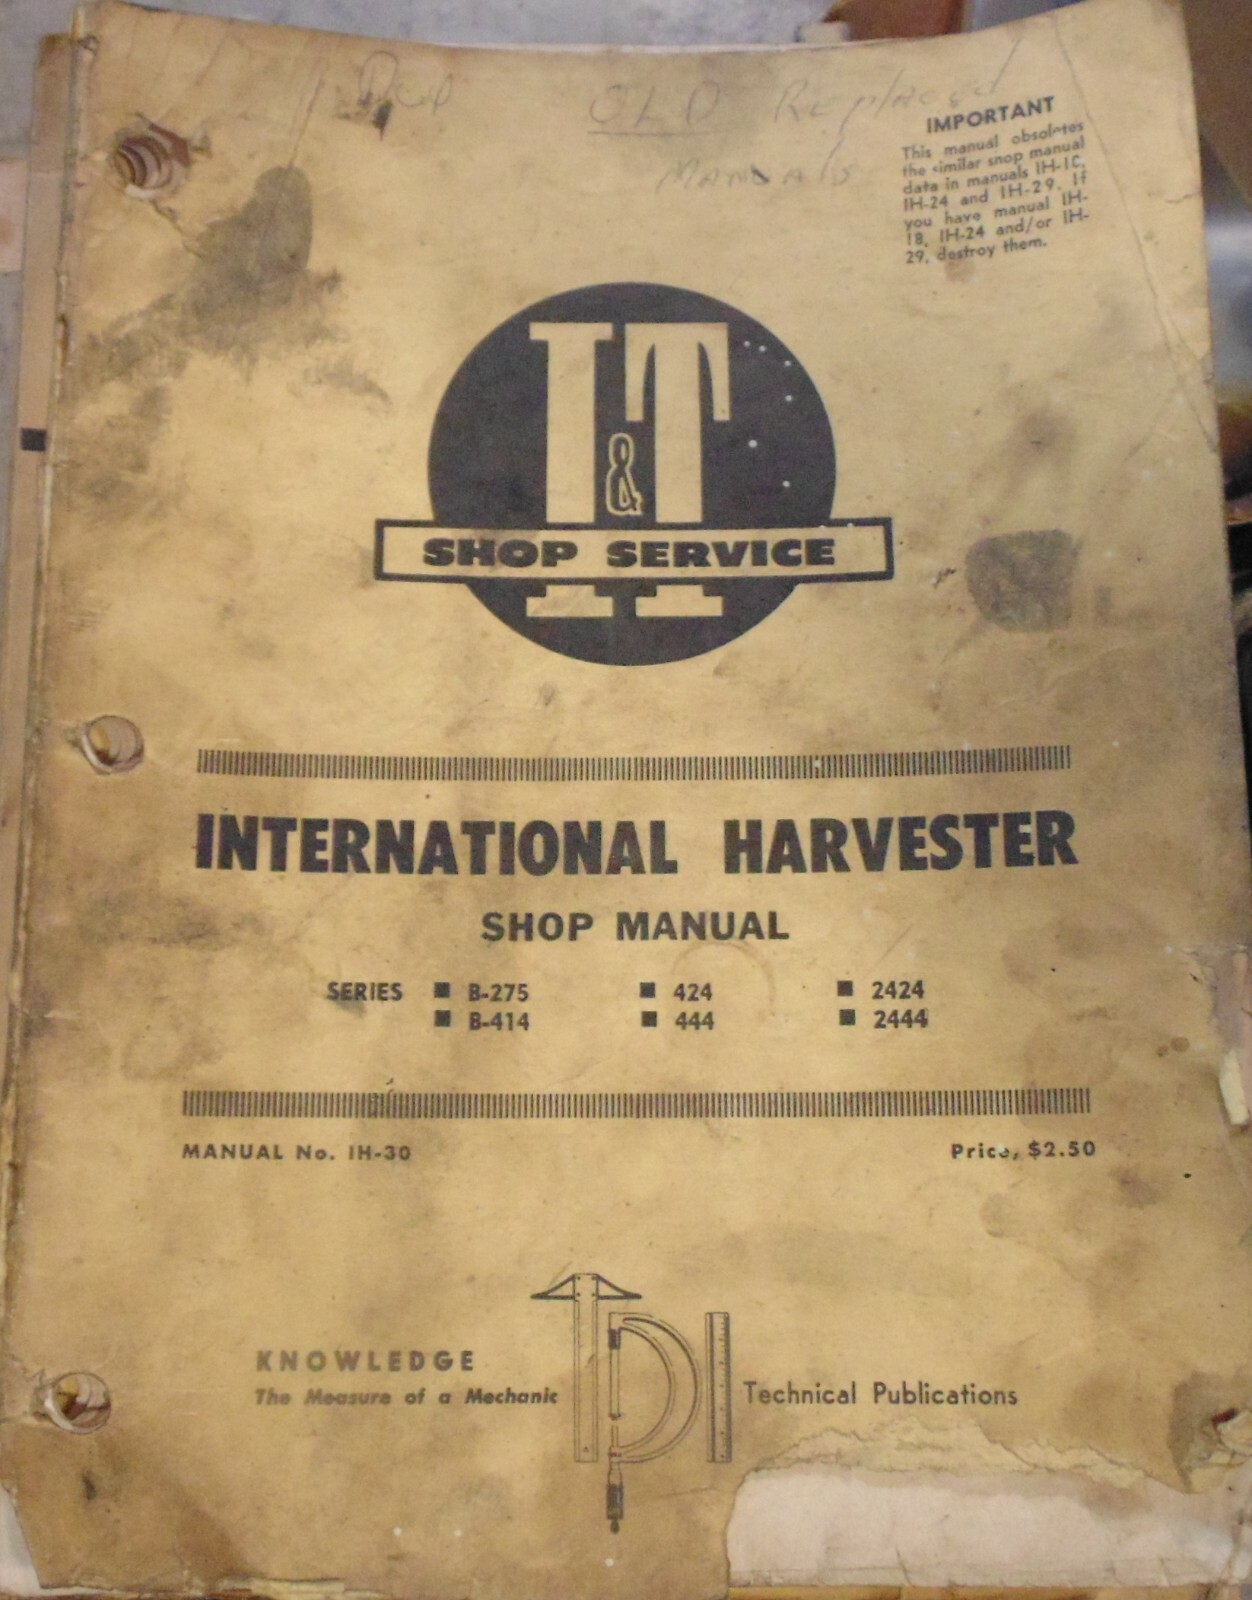 OLD Replaced
Manuals
IMPORTANT
This manual obsoletes
the similar shop manual
data in manuals IH-1C,
IH-24 and IH-29. If
you have manual IH-
18, IH-24 and/or IH-
29, destroy them.
I&T
SHOP SERVICE
INTERNATIONAL HARVESTER
SHOP MANUAL
SERIES ■ B-275 ■ 424 ■ 2424
■ B-414 ■ 444 ■ 2444
MANUAL No. IH-30 Price, $2.50
KNOWLEDGE
The Measure of a Mechanic
TPI
Technical Publications